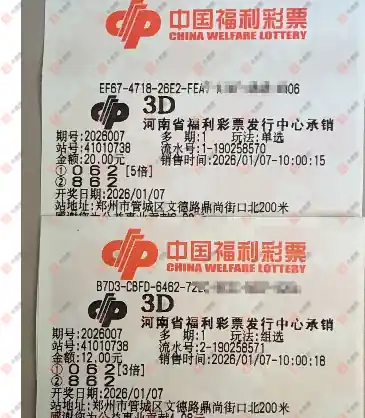 中国福利彩票
CHINA WELFARE LOTTERY
EF67-4718-26E2-FEA 06
3D
河南省福利彩票发行中心承销
期号:2026007 多 期:1 玩法:单选
站号:41010738 流水号:1-190258570
金额:20.00元 销售时间:2026/01/07-10:00:15
①062[5倍]
②862
开奖日期:2026/01/07
站地址:郑州市管城区文德路鼎尚街口北200米
中国福利彩票
CHINA WELFARE LOTTERY
B7D3-CBFD-6462-72
3D
河南省福利彩票发行中心承销
期号:2026007 多 期:1 玩法:组选
站号:41010738 流水号:2-190258571
金额:12.00元 销售时间:2026/01/07-10:00:18
①062[3倍]
②862
开奖日期:2026/01/07
站地址:郑州市管城区文德路鼎尚街口北200米